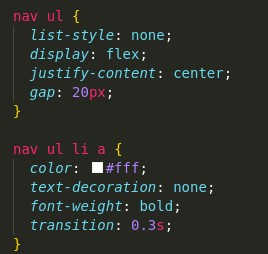 nav ul {
  list-style: none;
  display: flex;
  justify-content: center;
  gap: 20px;
}

nav ul li a {
  color: #fff;
  text-decoration: none;
  font-weight: bold;
  transition: 0.3s;
}